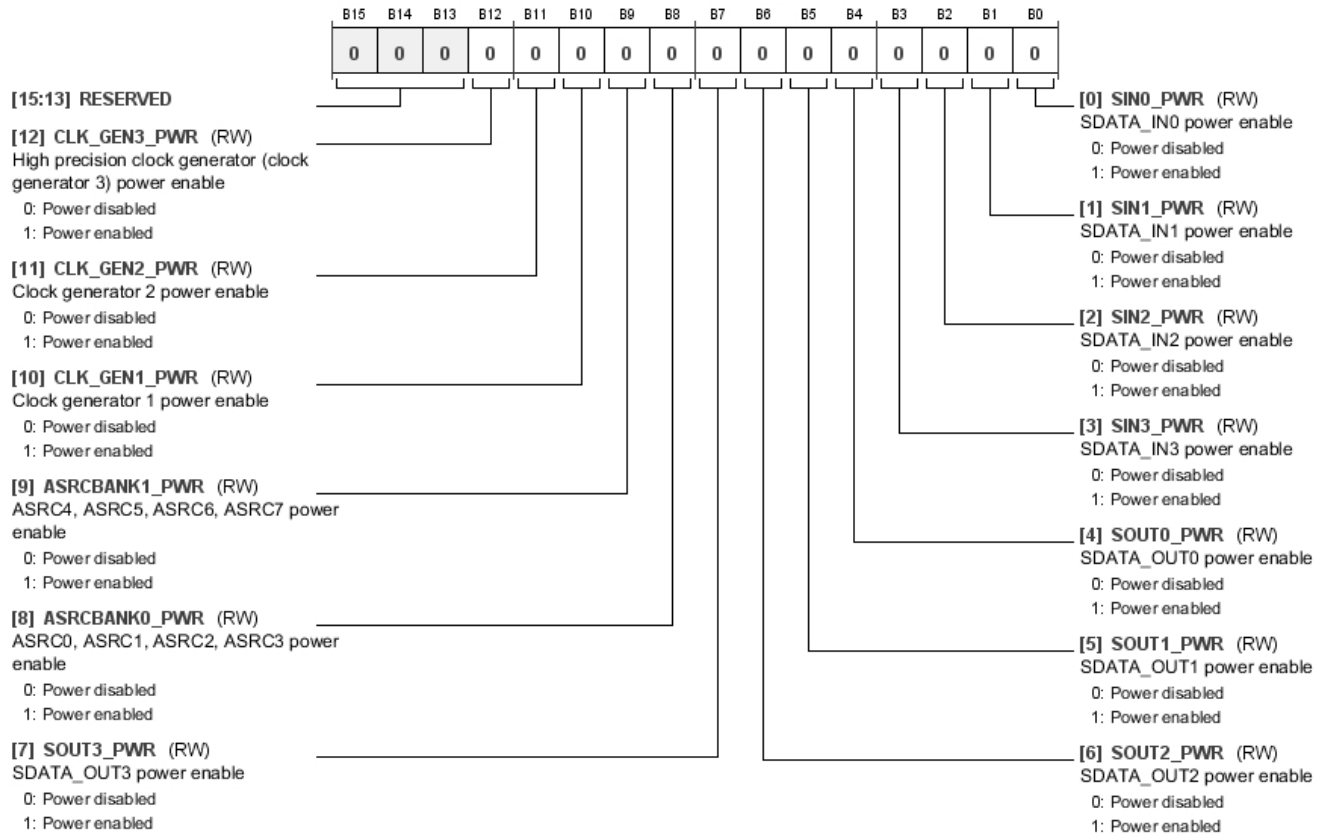 B15 B14 B13 B12 B11 B10 B9 B8 B7 B6 B5 B4 B3 B2 B1 B0
0 0 0 0 0 0 0 0 0 0 0 0 0 0 0 0
[15:13] RESERVED
[12] CLK_GEN3_PWR (RW)
High precision clock generator (clock
generator 3) power enable
0: Power disabled
1: Power enabled
[11] CLK_GEN2_PWR (RW)
Clock generator 2 power enable
0: Power disabled
1: Power enabled
[10] CLK_GEN1_PWR (RW)
Clock generator 1 power enable
0: Power disabled
1: Power enabled
[9] ASRCBANK1_PWR (RW)
ASRC4, ASRC5, ASRC6, ASRC7 power
enable
0: Power disabled
1: Power enabled
[8] ASRCBANK0_PWR (RW)
ASRC0, ASRC1, ASRC2, ASRC3 power
enable
0: Power disabled
1: Power enabled
[7] SOUT3_PWR (RW)
SDATA_OUT3 power enable
0: Power disabled
1: Power enabled
[0] SIN0_PWR (RW)
SDATA_IN0 power enable
0: Power disabled
1: Power enabled
[1] SIN1_PWR (RW)
SDATA_IN1 power enable
0: Power disabled
1: Power enabled
[2] SIN2_PWR (RW)
SDATA_IN2 power enable
0: Power disabled
1: Power enabled
[3] SIN3_PWR (RW)
SDATA_IN3 power enable
0: Power disabled
1: Power enabled
[4] SOUT0_PWR (RW)
SDATA_OUT0 power enable
0: Power disabled
1: Power enabled
[5] SOUT1_PWR (RW)
SDATA_OUT1 power enable
0: Power disabled
1: Power enabled
[6] SOUT2_PWR (RW)
SDATA_OUT2 power enable
0: Power disabled
1: Power enabled